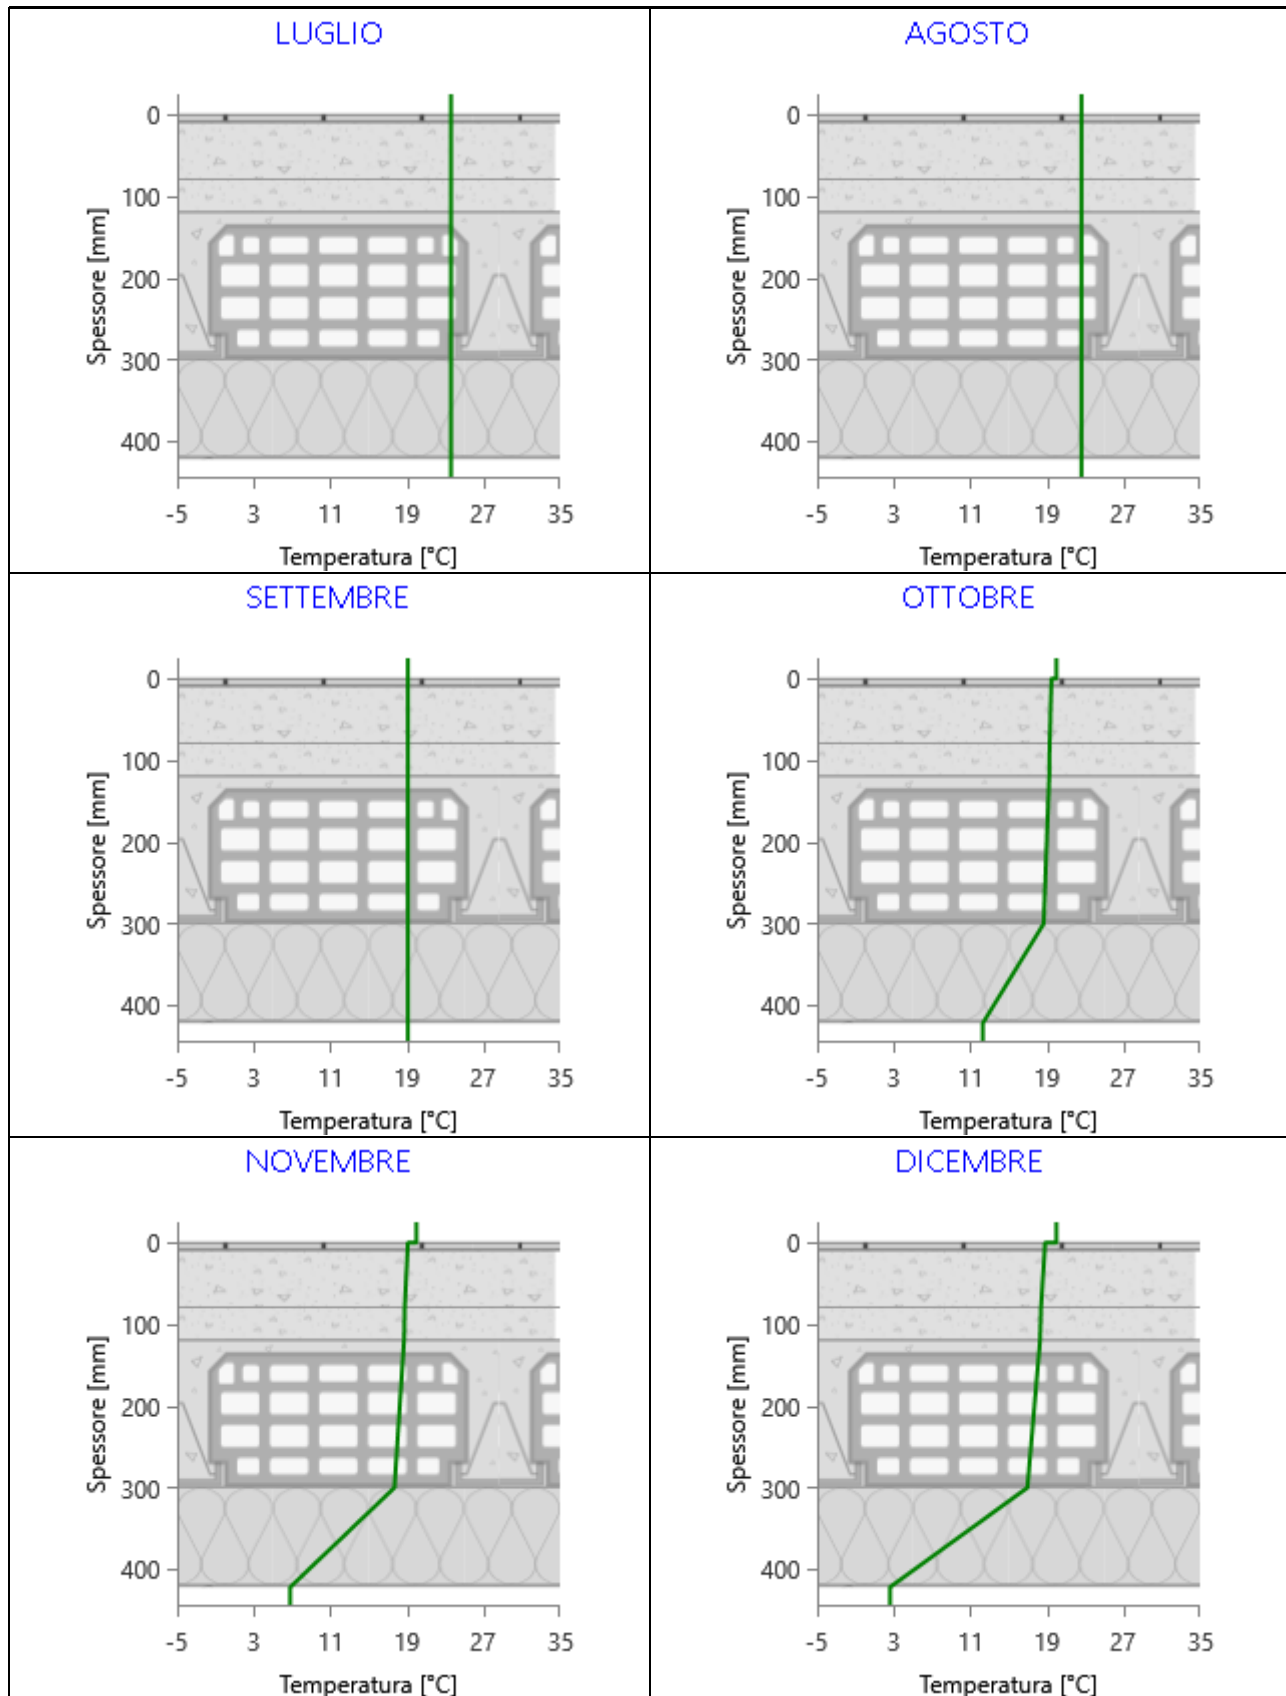 LUGLIO
0
100
200
300
400
Spessore [mm]
-5 3 11 19 27 35
Temperatura [°C]
AGOSTO
0
100
200
300
400
Spessore [mm]
-5 3 11 19 27 35
Temperatura [°C]
SETTEMBRE
0
100
200
300
400
Spessore [mm]
-5 3 11 19 27 35
Temperatura [°C]
OTTOBRE
0
100
200
300
400
Spessore [mm]
-5 3 11 19 27 35
Temperatura [°C]
NOVEMBRE
0
100
200
300
400
Spessore [mm]
-5 3 11 19 27 35
Temperatura [°C]
DICEMBRE
0
100
200
300
400
Spessore [mm]
-5 3 11 19 27 35
Temperatura [°C]